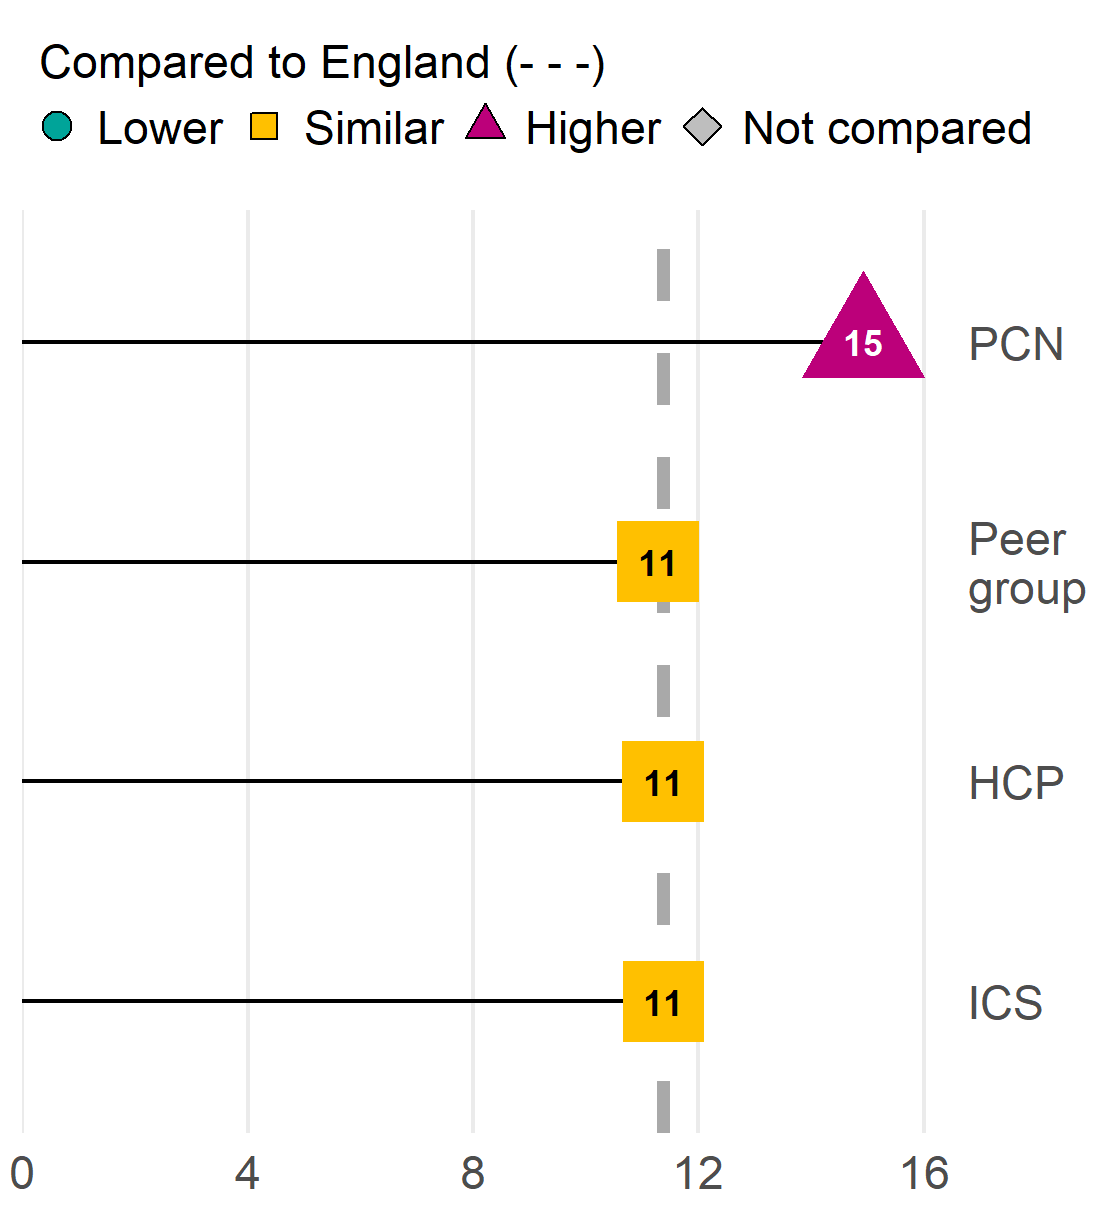 Compared to England (- - -)
Lower Similar Higher Not compared
15 PCN
11 Peer
group
11 HCP
11 ICS
0 4 8 12 16